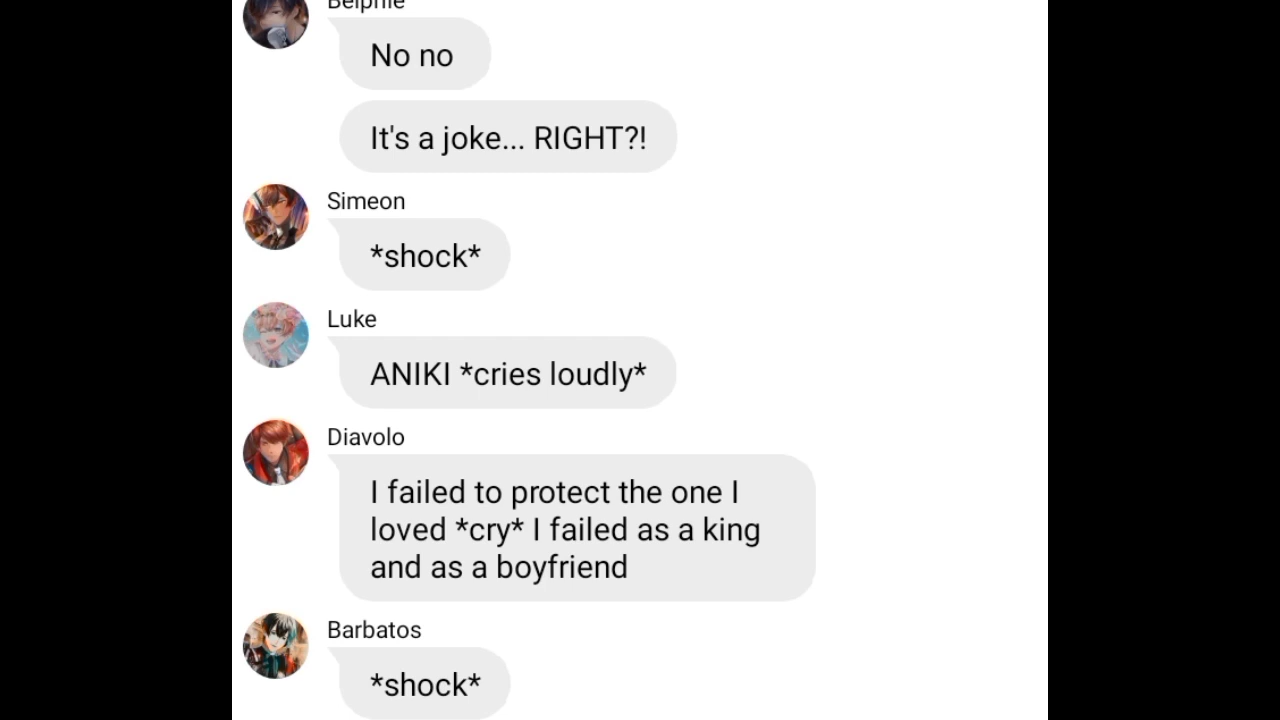 Belphie
No no
It's a joke... RIGHT?!
Simeon
*shock*
Luke
ANIKI *cries loudly*
Diavolo
I failed to protect the one I
loved *cry* I failed as a king
and as a boyfriend
Barbatos
*shock*